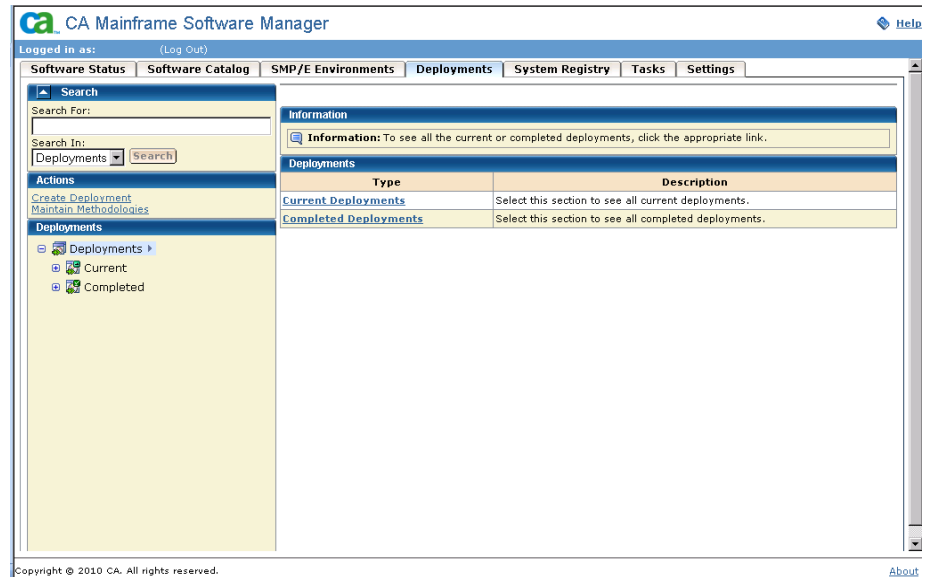 ca CA Mainframe Software Manager
Help
Logged in as: (Log Out)
Software Status Software Catalog SMP/E Environments Deployments System Registry Tasks Settings
Search
Search For:
Search In:
Deployments Search
Actions
Create Deployment
Maintain Methodologies
Deployments
Deployments
Current
Completed
Information
Information: To see all the current or completed deployments, click the appropriate link.
Deployments
Type Description
Current Deployments Select this section to see all current deployments.
Completed Deployments Select this section to see all completed deployments.
Copyright © 2010 CA. All rights reserved.
About